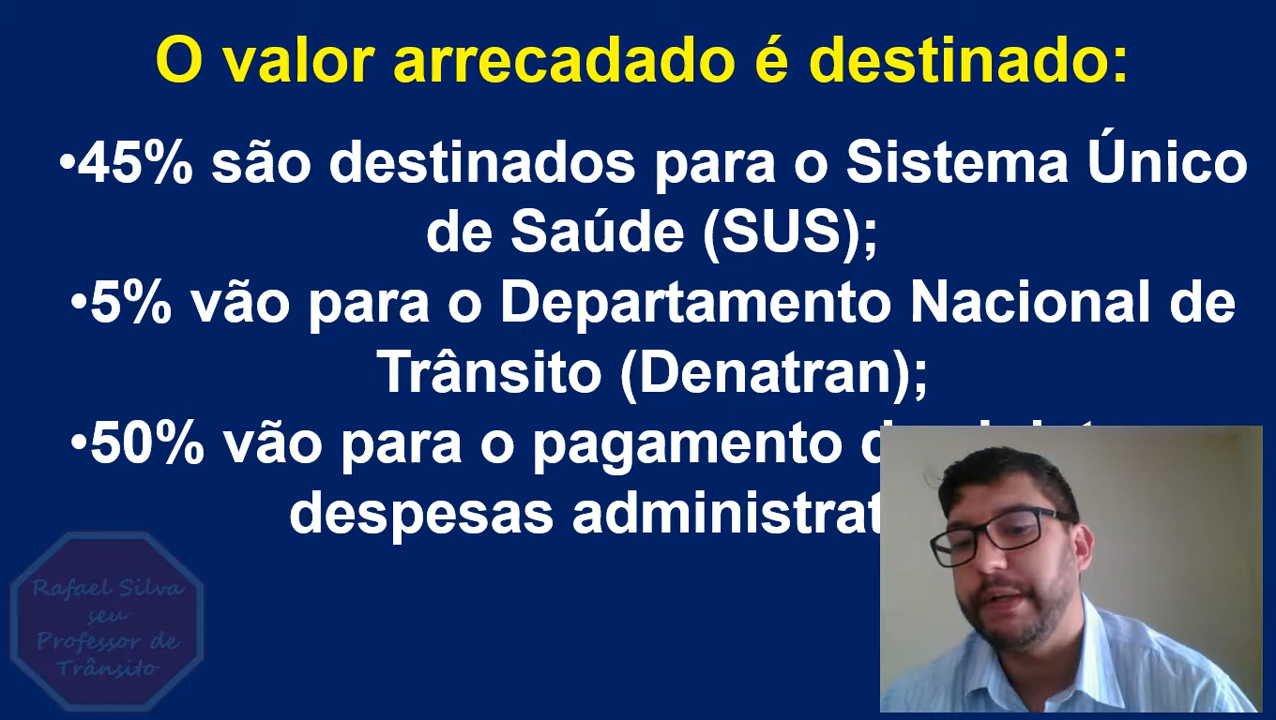 O valor arrecadado é destinado:
•45% são destinados para o Sistema Único
de Saúde (SUS);
•5% vão para o Departamento Nacional de
Trânsito (Denatran);
•50% vão para o pagamento
despesas
Rafael Silva
seu
Professor de
Trânsito